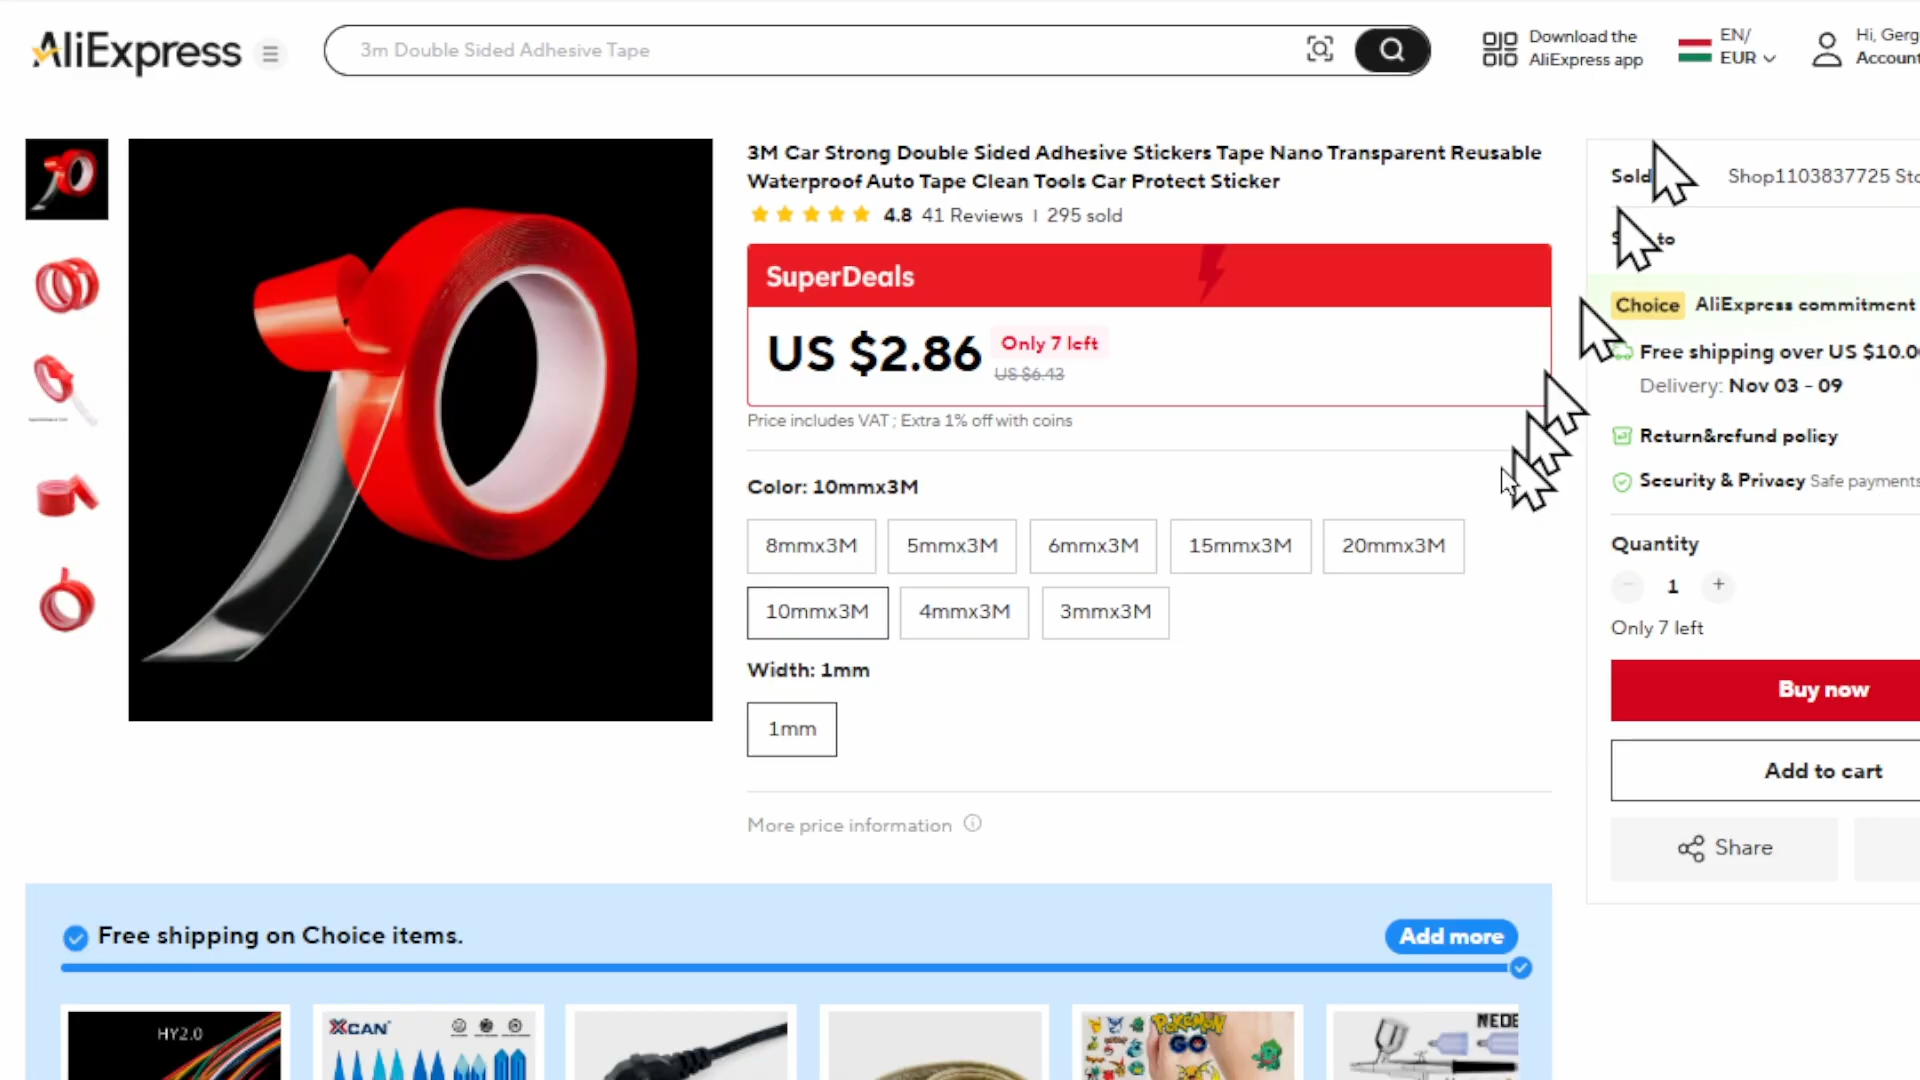 AliExpress
3m Double Sided Adhesive Tape
Download the
AliExpress app
EN/
EUR
Hi, Gerg
Account
3M Car Strong Double Sided Adhesive Stickers Tape Nano Transparent Reusable
Waterproof Auto Tape Clean Tools Car Protect Sticker
4.8 41 Reviews | 295 sold
SuperDeals
US $2.86 Only 7 left
US $6.43
Price includes VAT ; Extra 1% off with coins
Color: 10mmx3M
8mmx3M 5mmx3M 6mmx3M 15mmx3M 20mmx3M
10mmx3M 4mmx3M 3mmx3M
Width: 1mm
1mm
More price information
Sold Shop1103837725 Sto
to
Choice AliExpress commitment
Free shipping over US $10.0
Delivery: Nov 03 - 09
Return&refund policy
Security & Privacy Safe payments
Quantity
1 +
Only 7 left
Buy now
Add to cart
Share
Free shipping on Choice items.
Add more
HY2.0
XCAN
POKÉMON
GO
NEDE